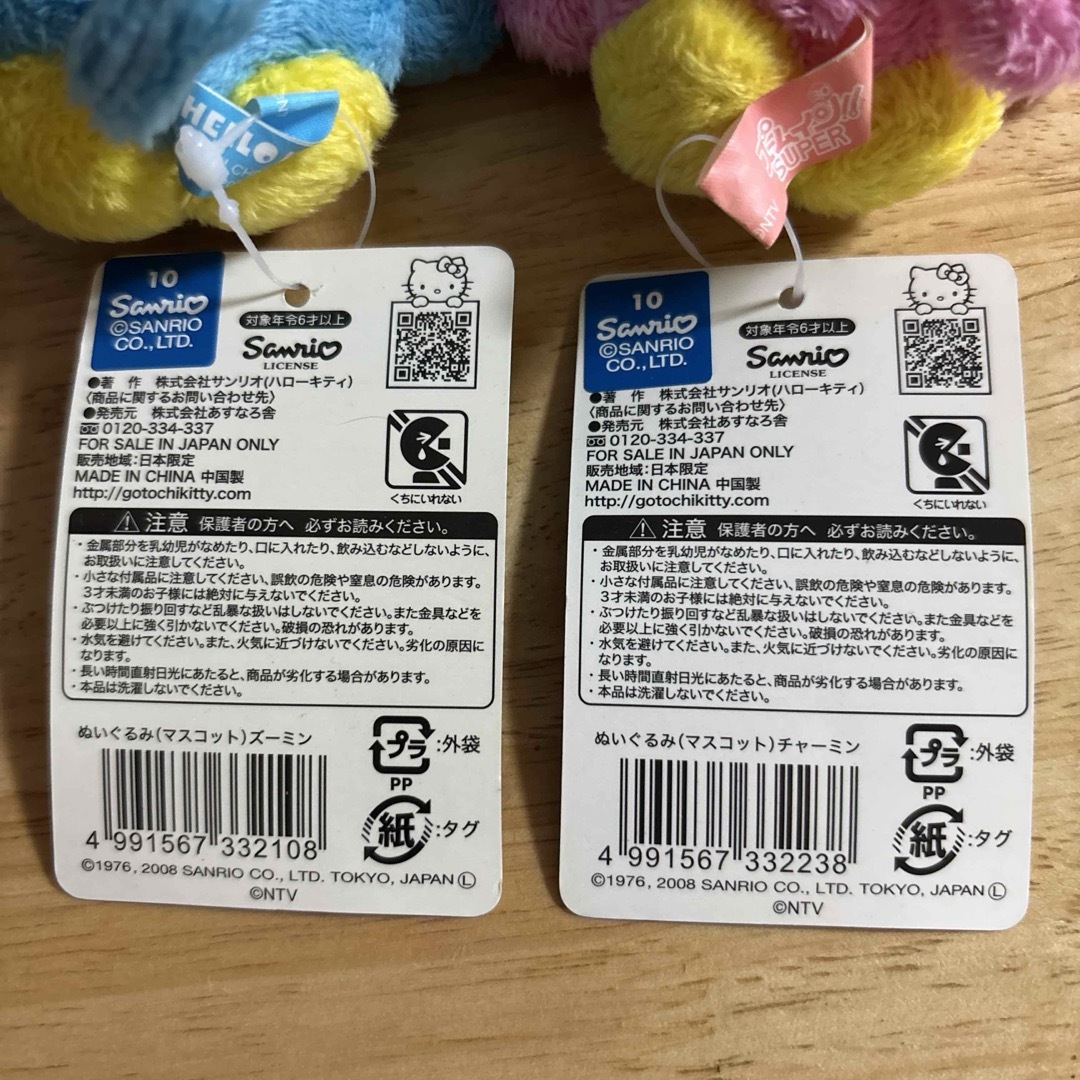 HELLO
ズームイン!!
SUPER
©NTV
10
Sanrio
©SANRIO
CO.,LTD.
対象年令6才以上
Sanrio
LICENSE
●著 作 株式会社サンリオ(ハローキティ)
〈商品に関するお問い合わせ先〉
●発売元 株式会社あすなろ舎
0120-334-337
FOR SALE IN JAPAN ONLY
販売地域:日本限定
MADE IN CHINA 中国製
http://gotochikitty.com
くちにいれない
注意 保護者の方へ 必ずお読みください。
・金属部分を乳幼児がなめたり、口に入れたり、飲み込むなどしないように、
お取扱いに注意してください。
・小さな付属品に注意してください、誤飲の危険や窒息の危険があります。
3才未満のお子様には絶対に与えないでください。
・ぶつけたり振り回すなど乱暴な扱いはしないでください。また金具などを
必要以上に強く引かないでください。破損の恐れがあります。
・水気を避けてください。また、火気に近づけないでください。劣化の原因に
なります。
・長い時間直射日光にあたると、商品が劣化する場合があります。
・本品は洗濯しないでください。
ぬいぐるみ(マスコット)ズーミン
プラ:外袋
PP
紙:タグ
4 991567 332108
©1976, 2008 SANRIO CO., LTD. TOKYO, JAPAN Ⓛ
©NTV
10
Sanrio
©SANRIO
CO., LTD.
対象年令6才以上
Sanrio
LICENSE
●著 作 株式会社サンリオ(ハローキティ)
〈商品に関するお問い合わせ先〉
●発売元 株式会社あすなろ舎
0120-334-337
FOR SALE IN JAPAN ONLY
販売地域:日本限定
MADE IN CHINA 中国製
http://gotochikitty.com
くちにいれない
注意 保護者の方へ 必ずお読みください。
・金属部分を乳幼児がなめたり、口に入れたり、飲み込むなどしないように、
お取扱いに注意してください。
・小さな付属品に注意してください、誤飲の危険や窒息の危険があります。
3才未満のお子様には絶対に与えないでください。
・ぶつけたり振り回すなど乱暴な扱いはしないでください。また金具などを
必要以上に強く引かないでください。破損の恐れがあります。
・水気を避けてください。また、火気に近づけないでください。劣化の原因に
なります。
・長い時間直射日光にあたると、商品が劣化する場合があります。
・本品は洗濯しないでください。
ぬいぐるみ(マスコット)チャーミン
プラ:外袋
PP
紙:タグ
4 991567 332238
©1976, 2008 SANRIO CO., LTD. TOKYO, JAPAN Ⓛ
©NTV